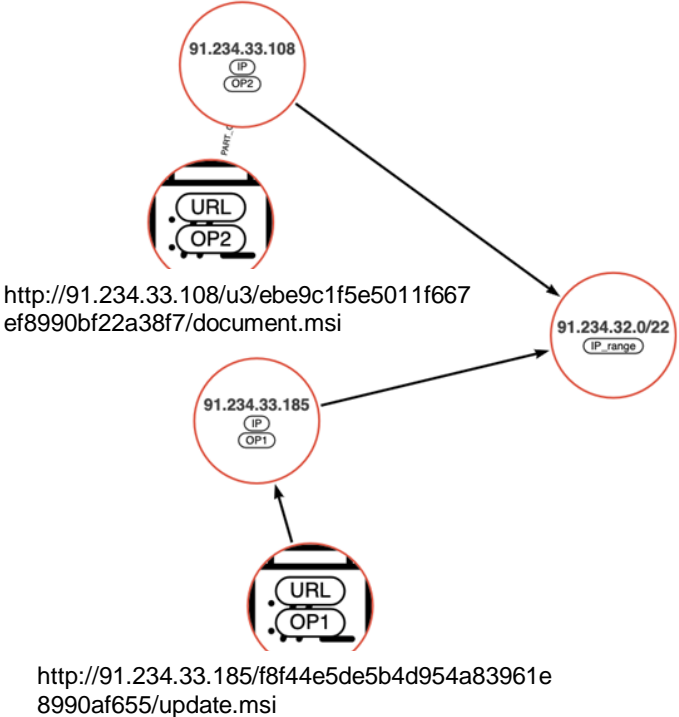 91.234.33.108
IP
OP2
URL
OP2
http://91.234.33.108/u3/ebe9c1f5e5011f667
ef8990bf22a38f7/document.msi
91.234.32.0/22
IP_range
91.234.33.185
IP
OP1
URL
OP1
http://91.234.33.185/f8f44e5de5b4d954a83961e
8990af655/update.msi